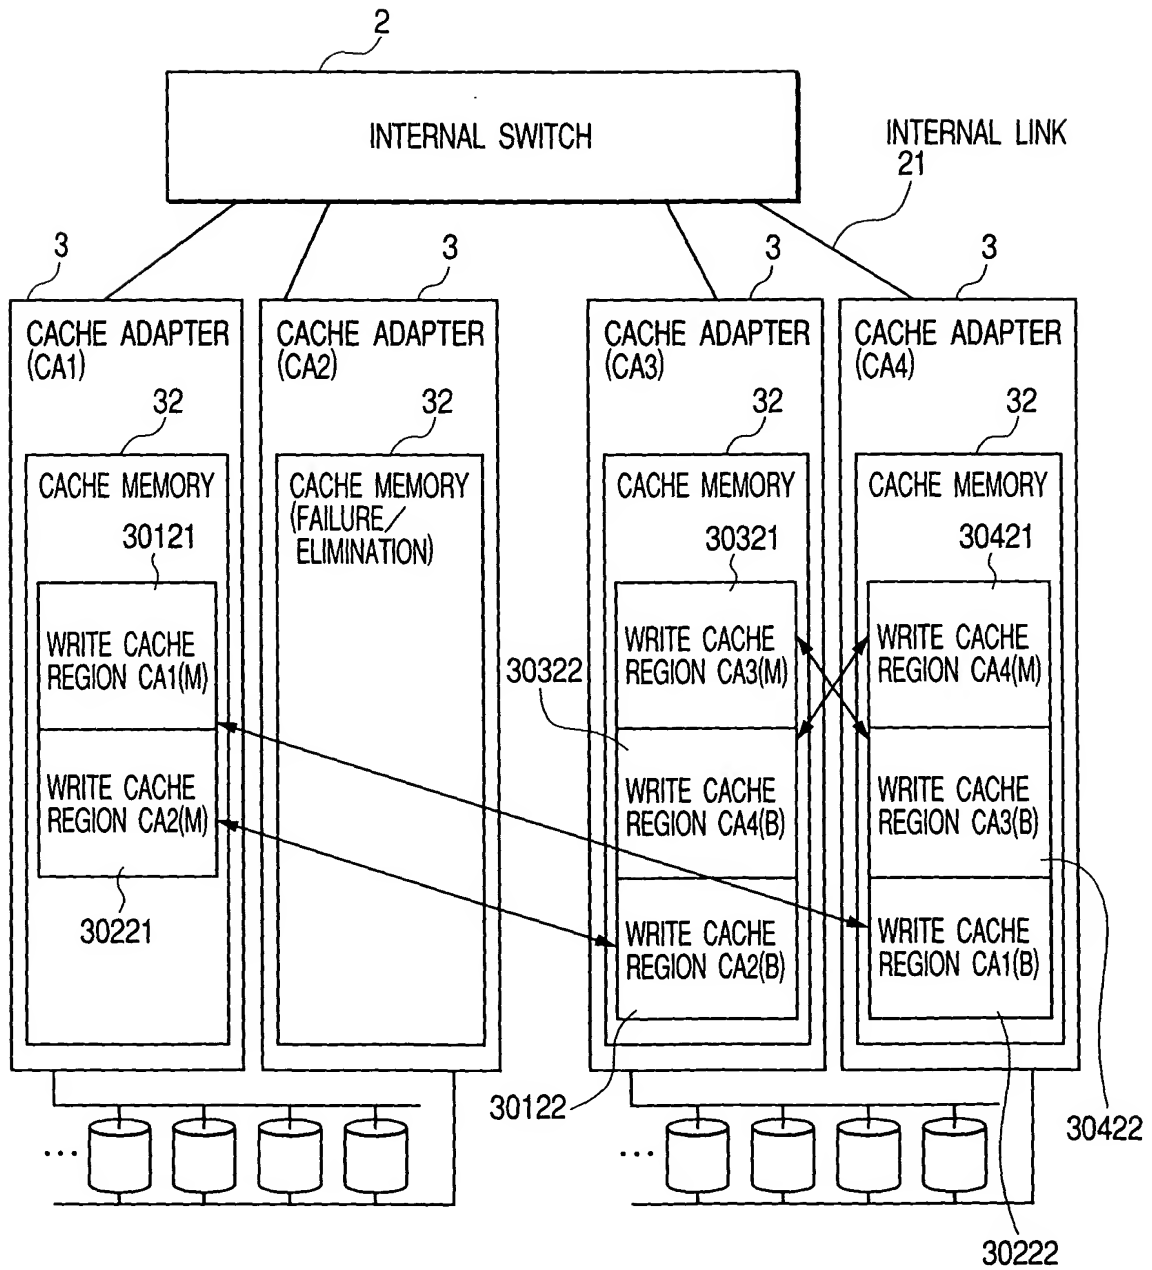 2
INTERNAL SWITCH
INTERNAL LINK
21
3
3
3
3
CACHE ADAPTER
(CA1)
CACHE ADAPTER
(CA2)
CACHE ADAPTER
(CA3)
CACHE ADAPTER
(CA4)
32
32
32
32
CACHE MEMORY
CACHE MEMORY
(FAILURE/
ELIMINATION)
CACHE MEMORY
CACHE MEMORY
30121
30321
30421
WRITE CACHE
REGION CA1(M)
30322
WRITE CACHE
REGION CA3(M)
WRITE CACHE
REGION CA4(M)
WRITE CACHE
REGION CA2(M)
WRITE CACHE
REGION CA4(B)
WRITE CACHE
REGION CA3(B)
30221
WRITE CACHE
REGION CA2(B)
WRITE CACHE
REGION CA1(B)
30122
30422
...
...
30222